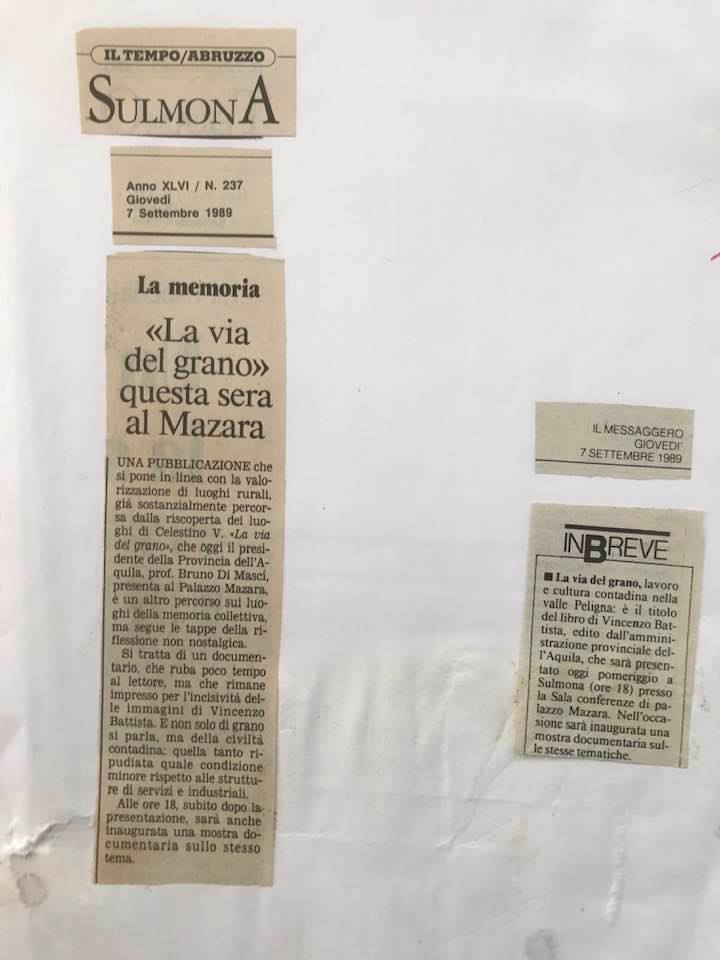 IL TEMPO/ABRUZZO
SULMONA
Anno XLVI / N. 237
Giovedì
7 Settembre 1989
La memoria
«La via
del grano»
questa sera
al Mazara
UNA PUBBLICAZIONE che
si pone in linea con la valo-
rizzazione di luoghi rurali,
già sostanzialmente percor-
sa dalla riscoperta dei luo-
ghi di Celestino V. «La via
del grano», che oggi il presi-
dente della Provincia dell'A-
quila, prof. Bruno Di Masci,
presenta al Palazzo Mazara,
è un altro percorso sui luo-
ghi della memoria collettiva,
ma segue le tappe della ri-
flessione non nostalgica.
Si tratta di un documen-
tario, che ruba poco tempo
al lettore, ma che rimane
impresso per l'incisività del-
le immagini di Vincenzo
Battista. E non solo di grano
si parla, ma della civiltà
contadina: quella tanto ri-
pudiata quale condizione
minore rispetto alle struttu-
re di servizi e industriali.
Alle ore 18, subito dopo la
presentazione, sarà anche
inaugurata una mostra do-
cumentaria sullo stesso
tema.
IL MESSAGGERO
GIOVEDI'
7 SETTEMBRE 1989
IN BREVE
■ La via del grano, lavoro
e cultura contadina nella
valle Peligna: è il titolo
del libro di Vincenzo Bat-
tista, edito dall'ammini-
strazione provinciale del-
l'Aquila, che sarà presen-
tato oggi pomeriggio a
Sulmona (ore 18) presso
la Sala conferenze di pa-
lazzo Mazara. Nell'occa-
sione sarà inaugurata una
mostra documentaria sul-
le stesse tematiche.